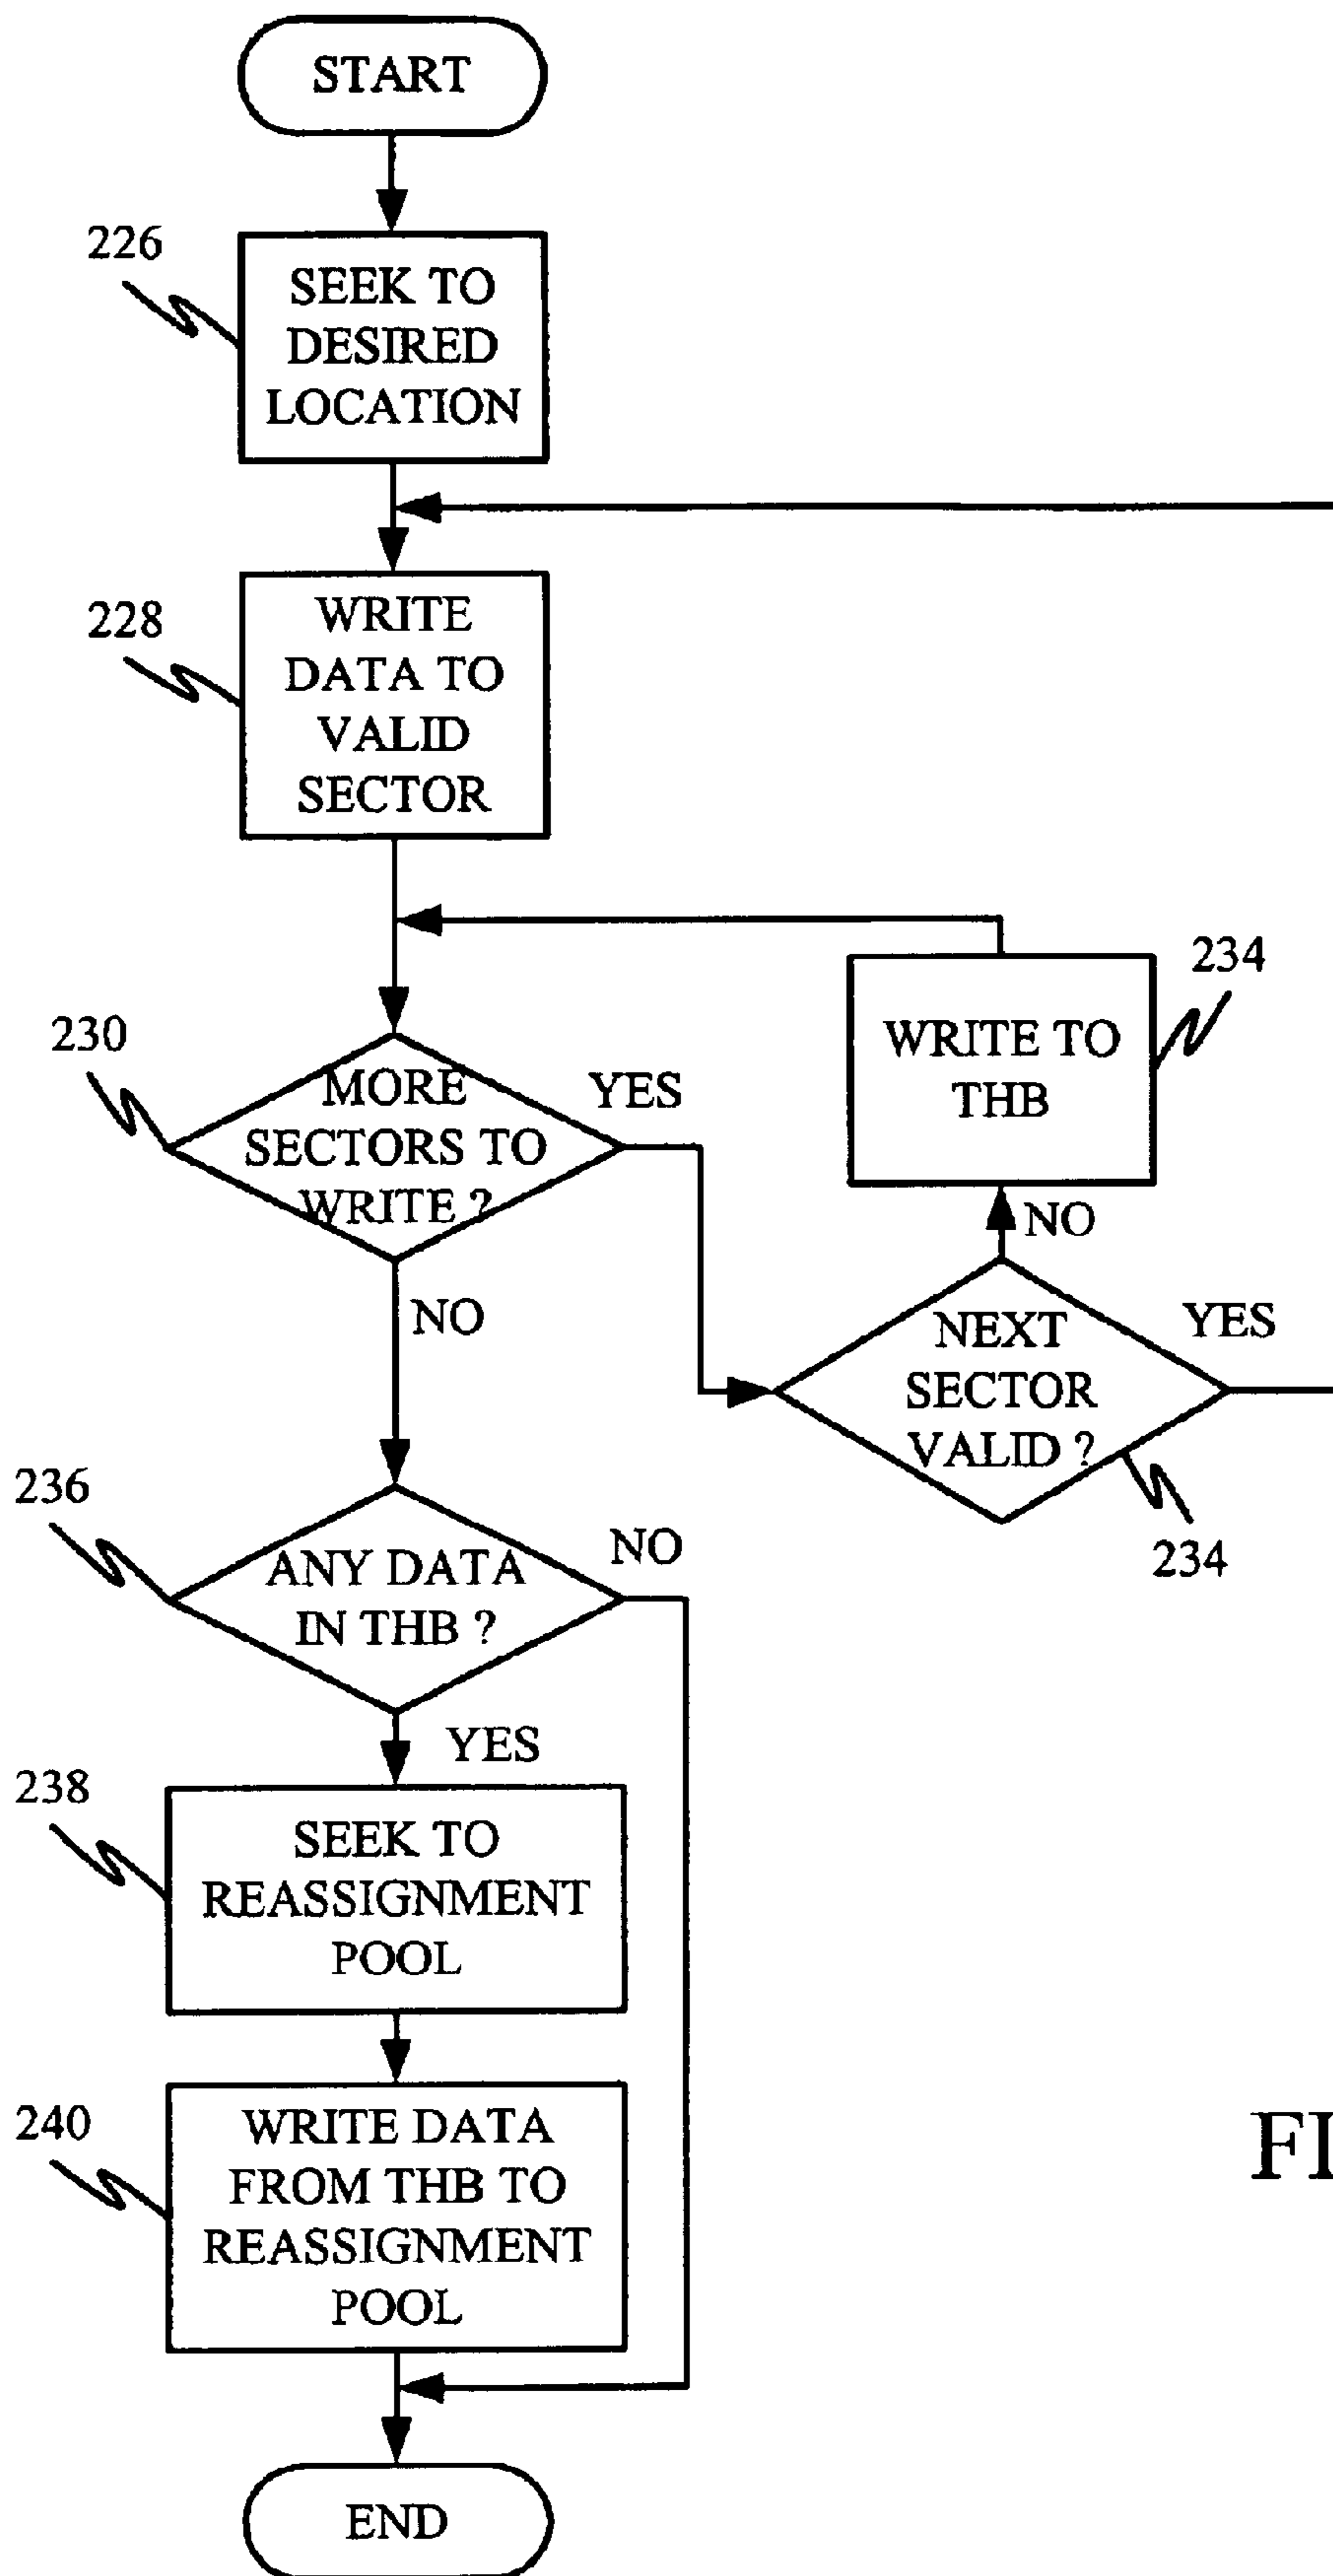 START
226
SEEK TO
DESIRED
LOCATION
228
WRITE
DATA TO
VALID
SECTOR
234
WRITE TO
THB
230
MORE
SECTORS TO
WRITE ?
YES
NO
NO
NEXT
SECTOR
VALID ?
YES
234
236
ANY DATA
IN THB ?
NO
YES
238
SEEK TO
REASSIGNMENT
POOL
240
WRITE DATA
FROM THB TO
REASSIGNMENT
POOL
FI
END